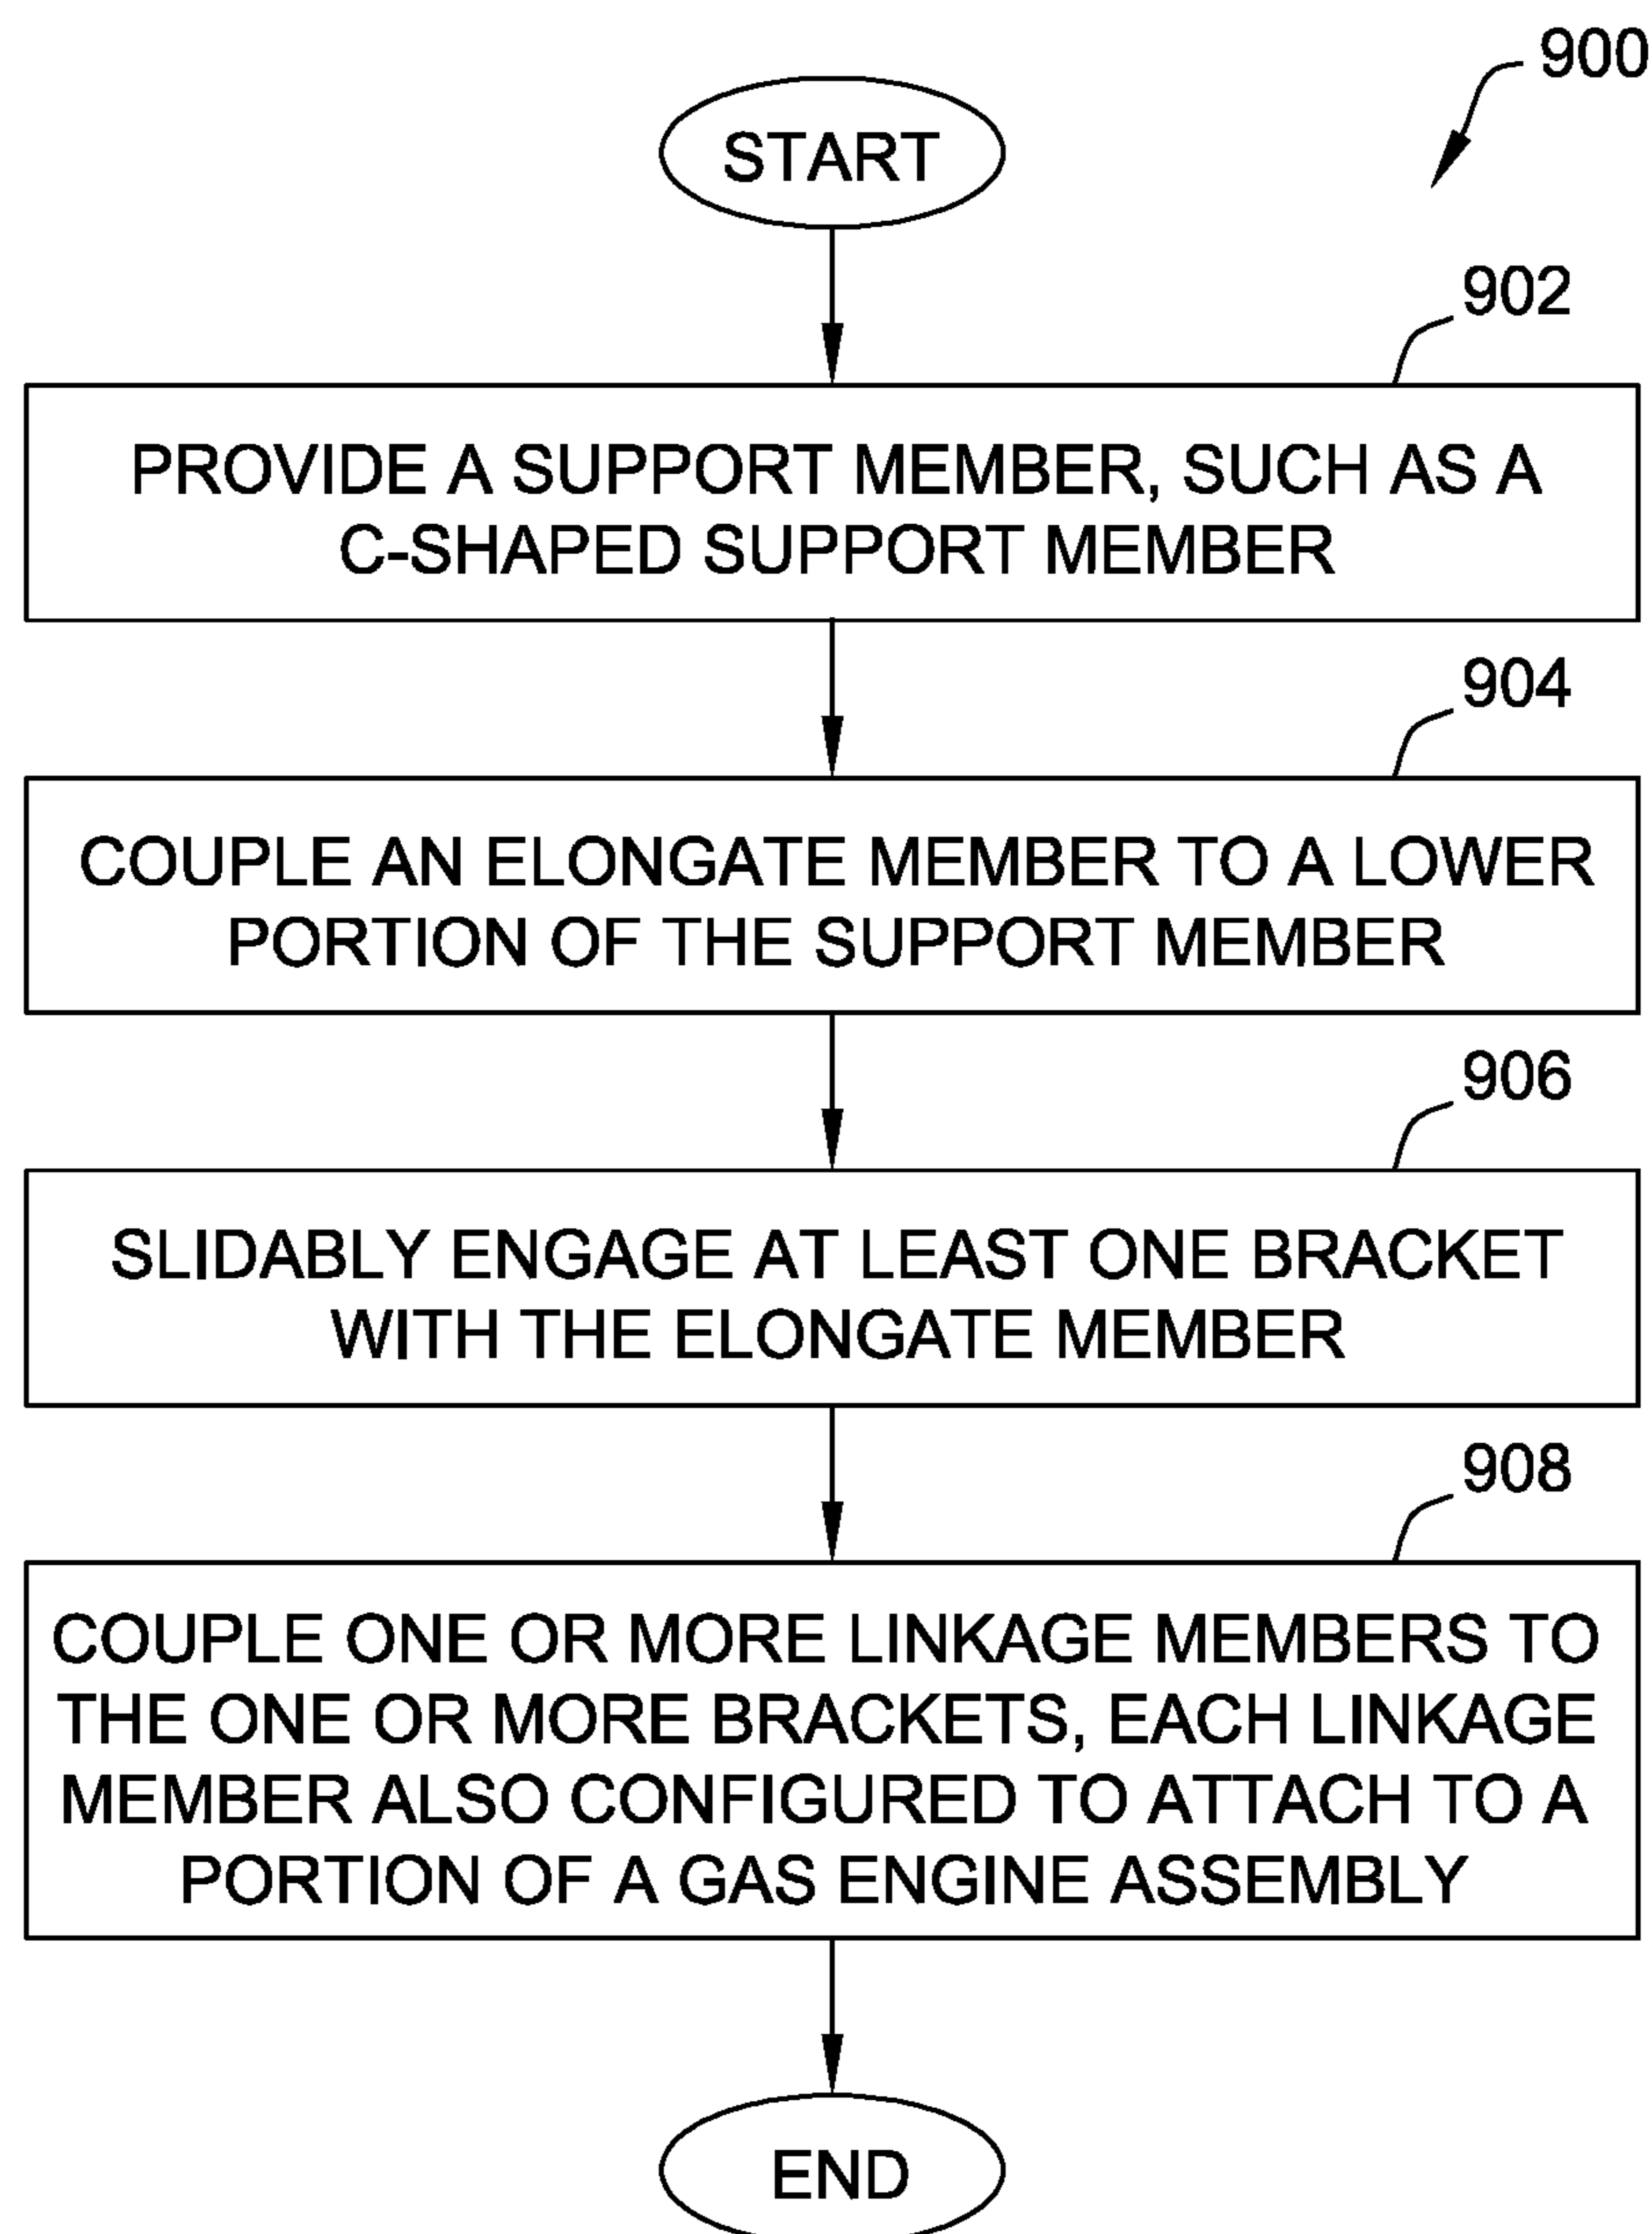 900
START
902
PROVIDE A SUPPORT MEMBER, SUCH AS A
C-SHAPED SUPPORT MEMBER
904
COUPLE AN ELONGATE MEMBER TO A LOWER
PORTION OF THE SUPPORT MEMBER
906
SLIDABLY ENGAGE AT LEAST ONE BRACKET
WITH THE ELONGATE MEMBER
908
COUPLE ONE OR MORE LINKAGE MEMBERS TO
THE ONE OR MORE BRACKETS, EACH LINKAGE
MEMBER ALSO CONFIGURED TO ATTACH TO A
PORTION OF A GAS ENGINE ASSEMBLY
END